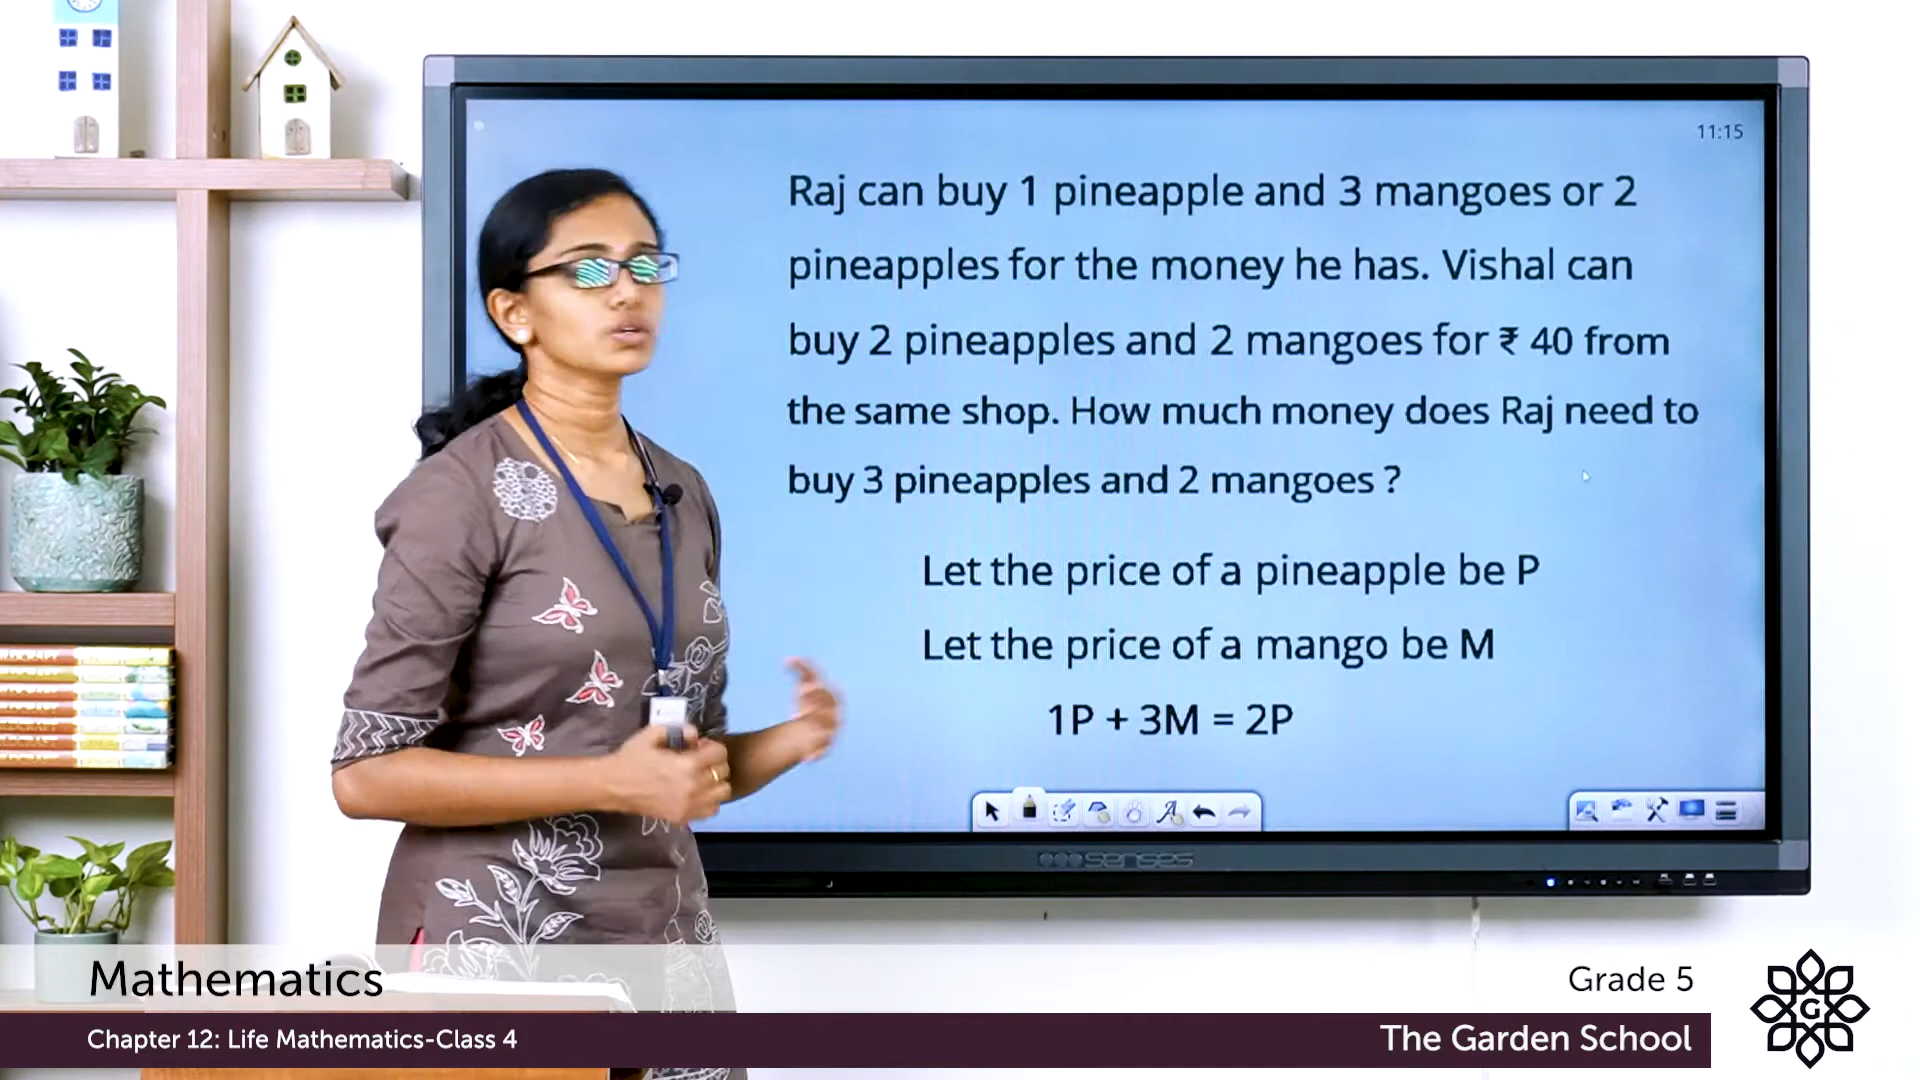 11:15
Raj can buy 1 pineapple and 3 mangoes or 2
pineapples for the money he has. Vishal can
buy 2 pineapples and 2 mangoes for ₹ 40 from
the same shop. How much money does Raj need to
buy 3 pineapples and 2 mangoes ?
Let the price of a pineapple be P
Let the price of a mango be M
1P + 3M = 2P
senses
Mathematics
Grade 5
Chapter 12: Life Mathematics-Class 4
The Garden School
G